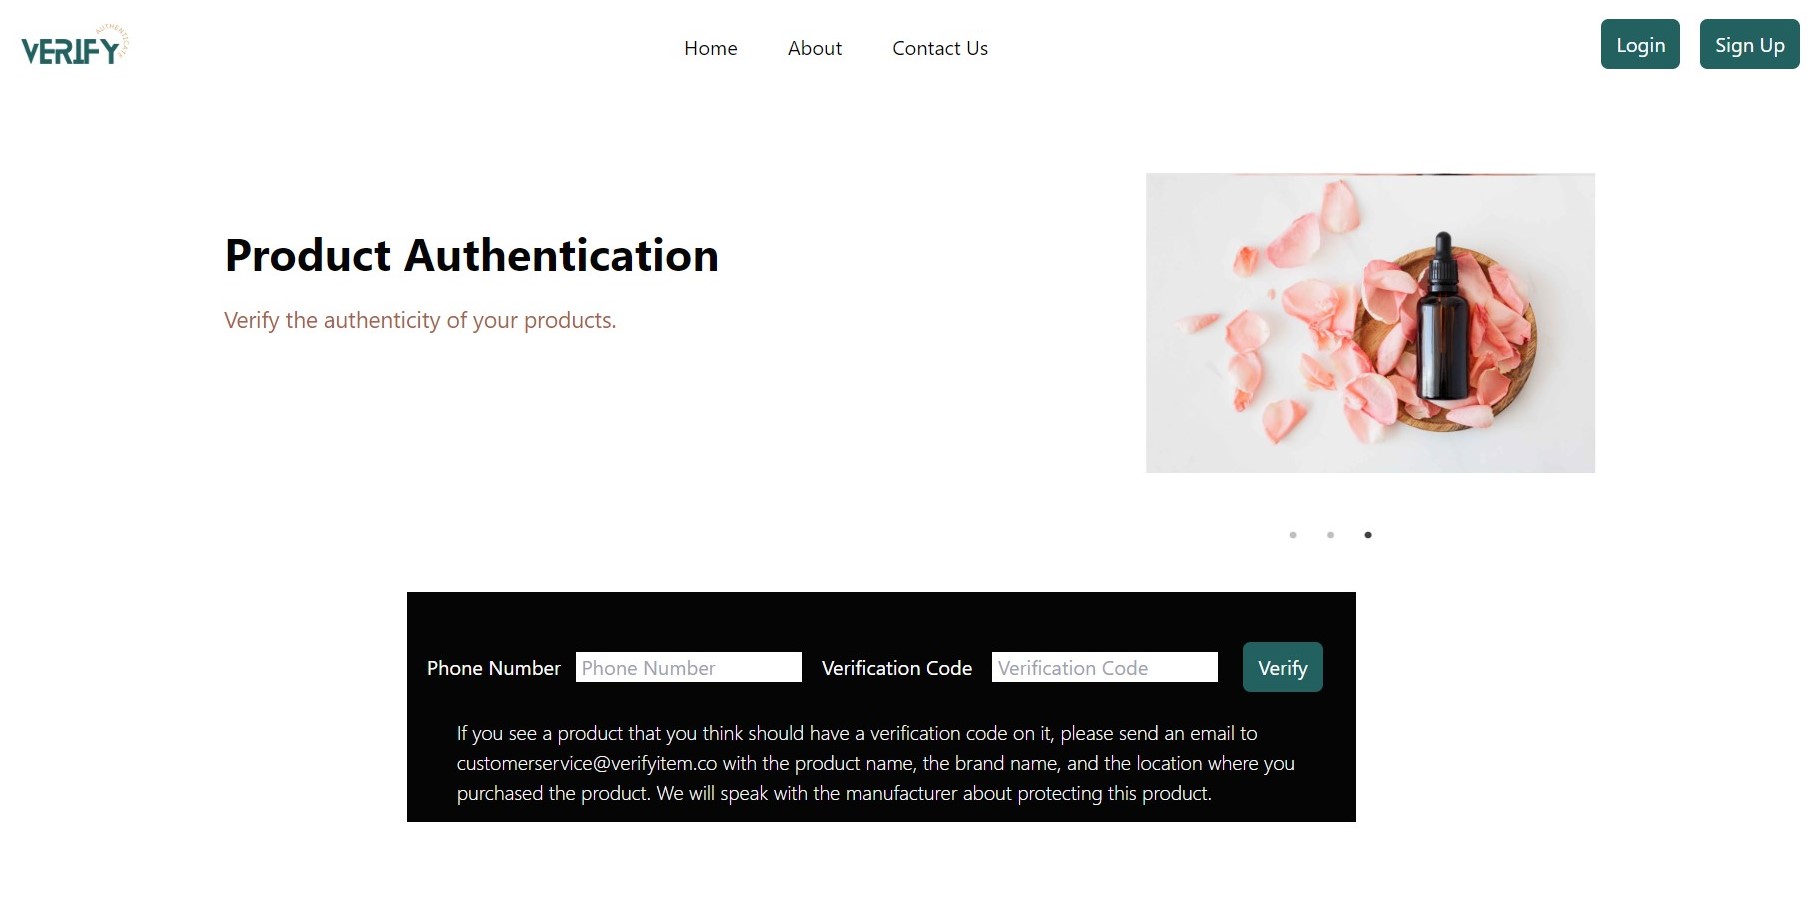 VERIFY
AUTHENTICATE
Home
About
Contact Us
Login
Sign Up
Product Authentication
Verify the authenticity of your products.
Phone Number
Phone Number
Verification Code
Verification Code
Verify
If you see a product that you think should have a verification code on it, please send an email to
customerservice@verifyitem.co with the product name, the brand name, and the location where you
purchased the product. We will speak with the manufacturer about protecting this product.